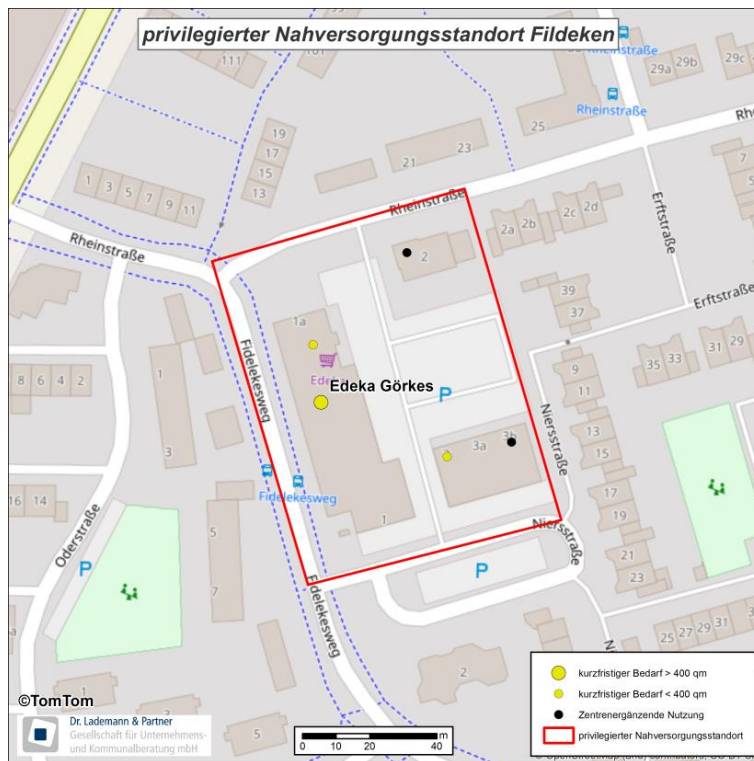 privilegierter Nahversorgungsstandort Fildeken
111
Rheinstraße
29a
29b
29c
Rheinstraße
19
17
15
13
25
21
23
1 3 5 7 9 11
Rheinstraße
2a
2b
2c
2d
Erftstraße
2
Rheinstraße
39
37
Erftstraße
1a
Edeka Görkes
Fidelekesweg
P
8 6 4 2
1
3
35
33
31
29
9
11
13
15
17
19
21
23
3a
3b
Niersstraße
16 14
Fidelekesweg
Oderstraße
P
5
7
1
Niersstraße
P
25 27 29 31
Fidelekesweg
2
1
3
5
©TomTom
Dr. Lademann & Partner
Gesellschaft für Unternehmens-
und Kommunalberatung mbH
m
0 10 20 40
kurzfristiger Bedarf > 400 qm
kurzfristiger Bedarf < 400 qm
Zentrenergänzende Nutzung
privilegierter Nahversorgungsstandort